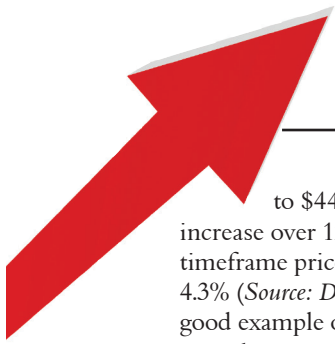 to $44
increase over 1
timeframe pric
4.3% (Source: D
good example o